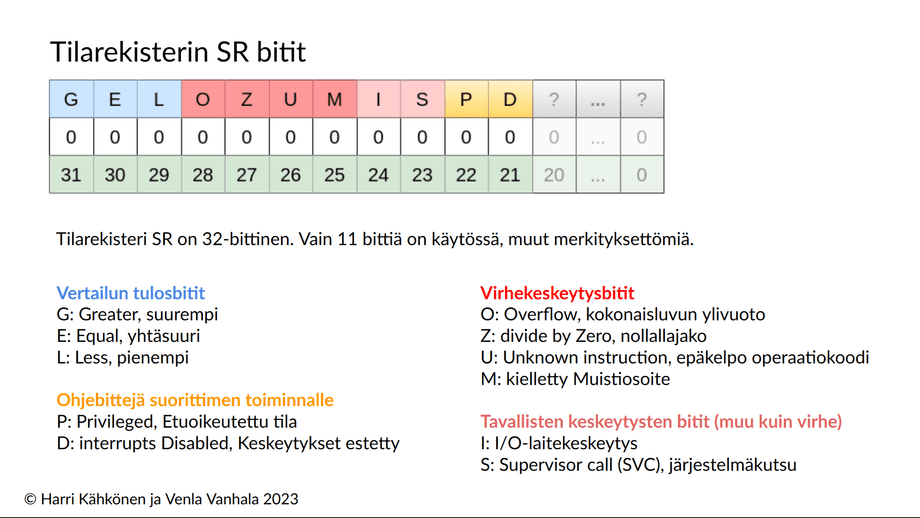 Tilarekisterin SR bitit
G E L O Z U M I S P D ? ... ?
0 0 0 0 0 0 0 0 0 0 0 0 ... 0
31 30 29 28 27 26 25 24 23 22 21 20 ... 0
Tilarekisteri SR on 32-bittinen. Vain 11 bittiä on käytössä, muut merkityksettömiä.
Vertailun tulosbitit
G: Greater, suurempi
E: Equal, yhtäsuuri
L: Less, pienempi
Ohjebittejä suorittimen toiminnalle
P: Privileged, Etuoikeutettu tila
D: interrupts Disabled, Keskeytykset estetty
Virhekeskeytysbitit
O: Overflow, kokonaisluvun ylivuoto
Z: divide by Zero, nollallajako
U: Unknown instruction, epäkelpo operaatiokoodi
M: kielletty Muistiosoite
Tavallisten keskeytysten bitit (muu kuin virhe)
I: I/O-laitekeskeytys
S: Supervisor call (SVC), järjestelmäkutsu
© Harri Kähkönen ja Venla Vanhala 2023